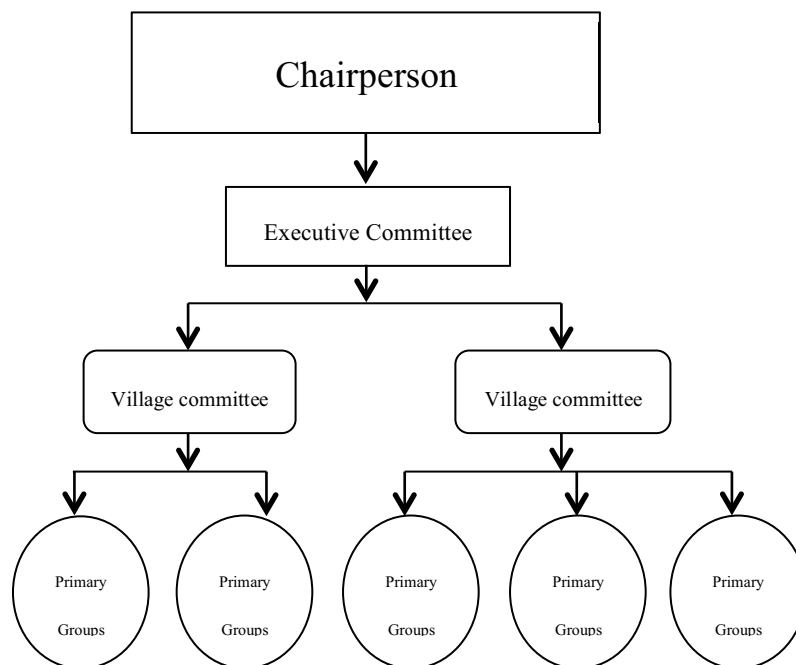 Chairperson
Executive Committee
Village committee
Village committee
Primary
Groups
Primary
Groups
Primary
Groups
Primary
Groups
Primary
Groups